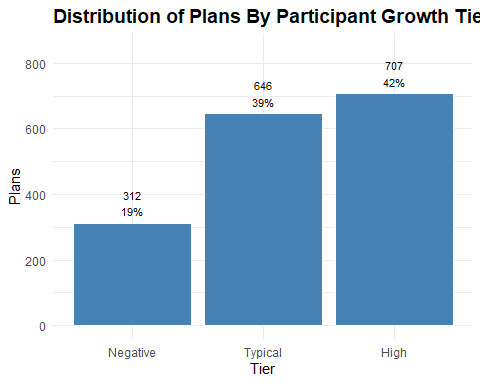 Distribution of Plans By Participant Growth Tie
800
600
400
200
0
Plans
312
19%
646
39%
707
42%
Negative
Typical
High
Tier